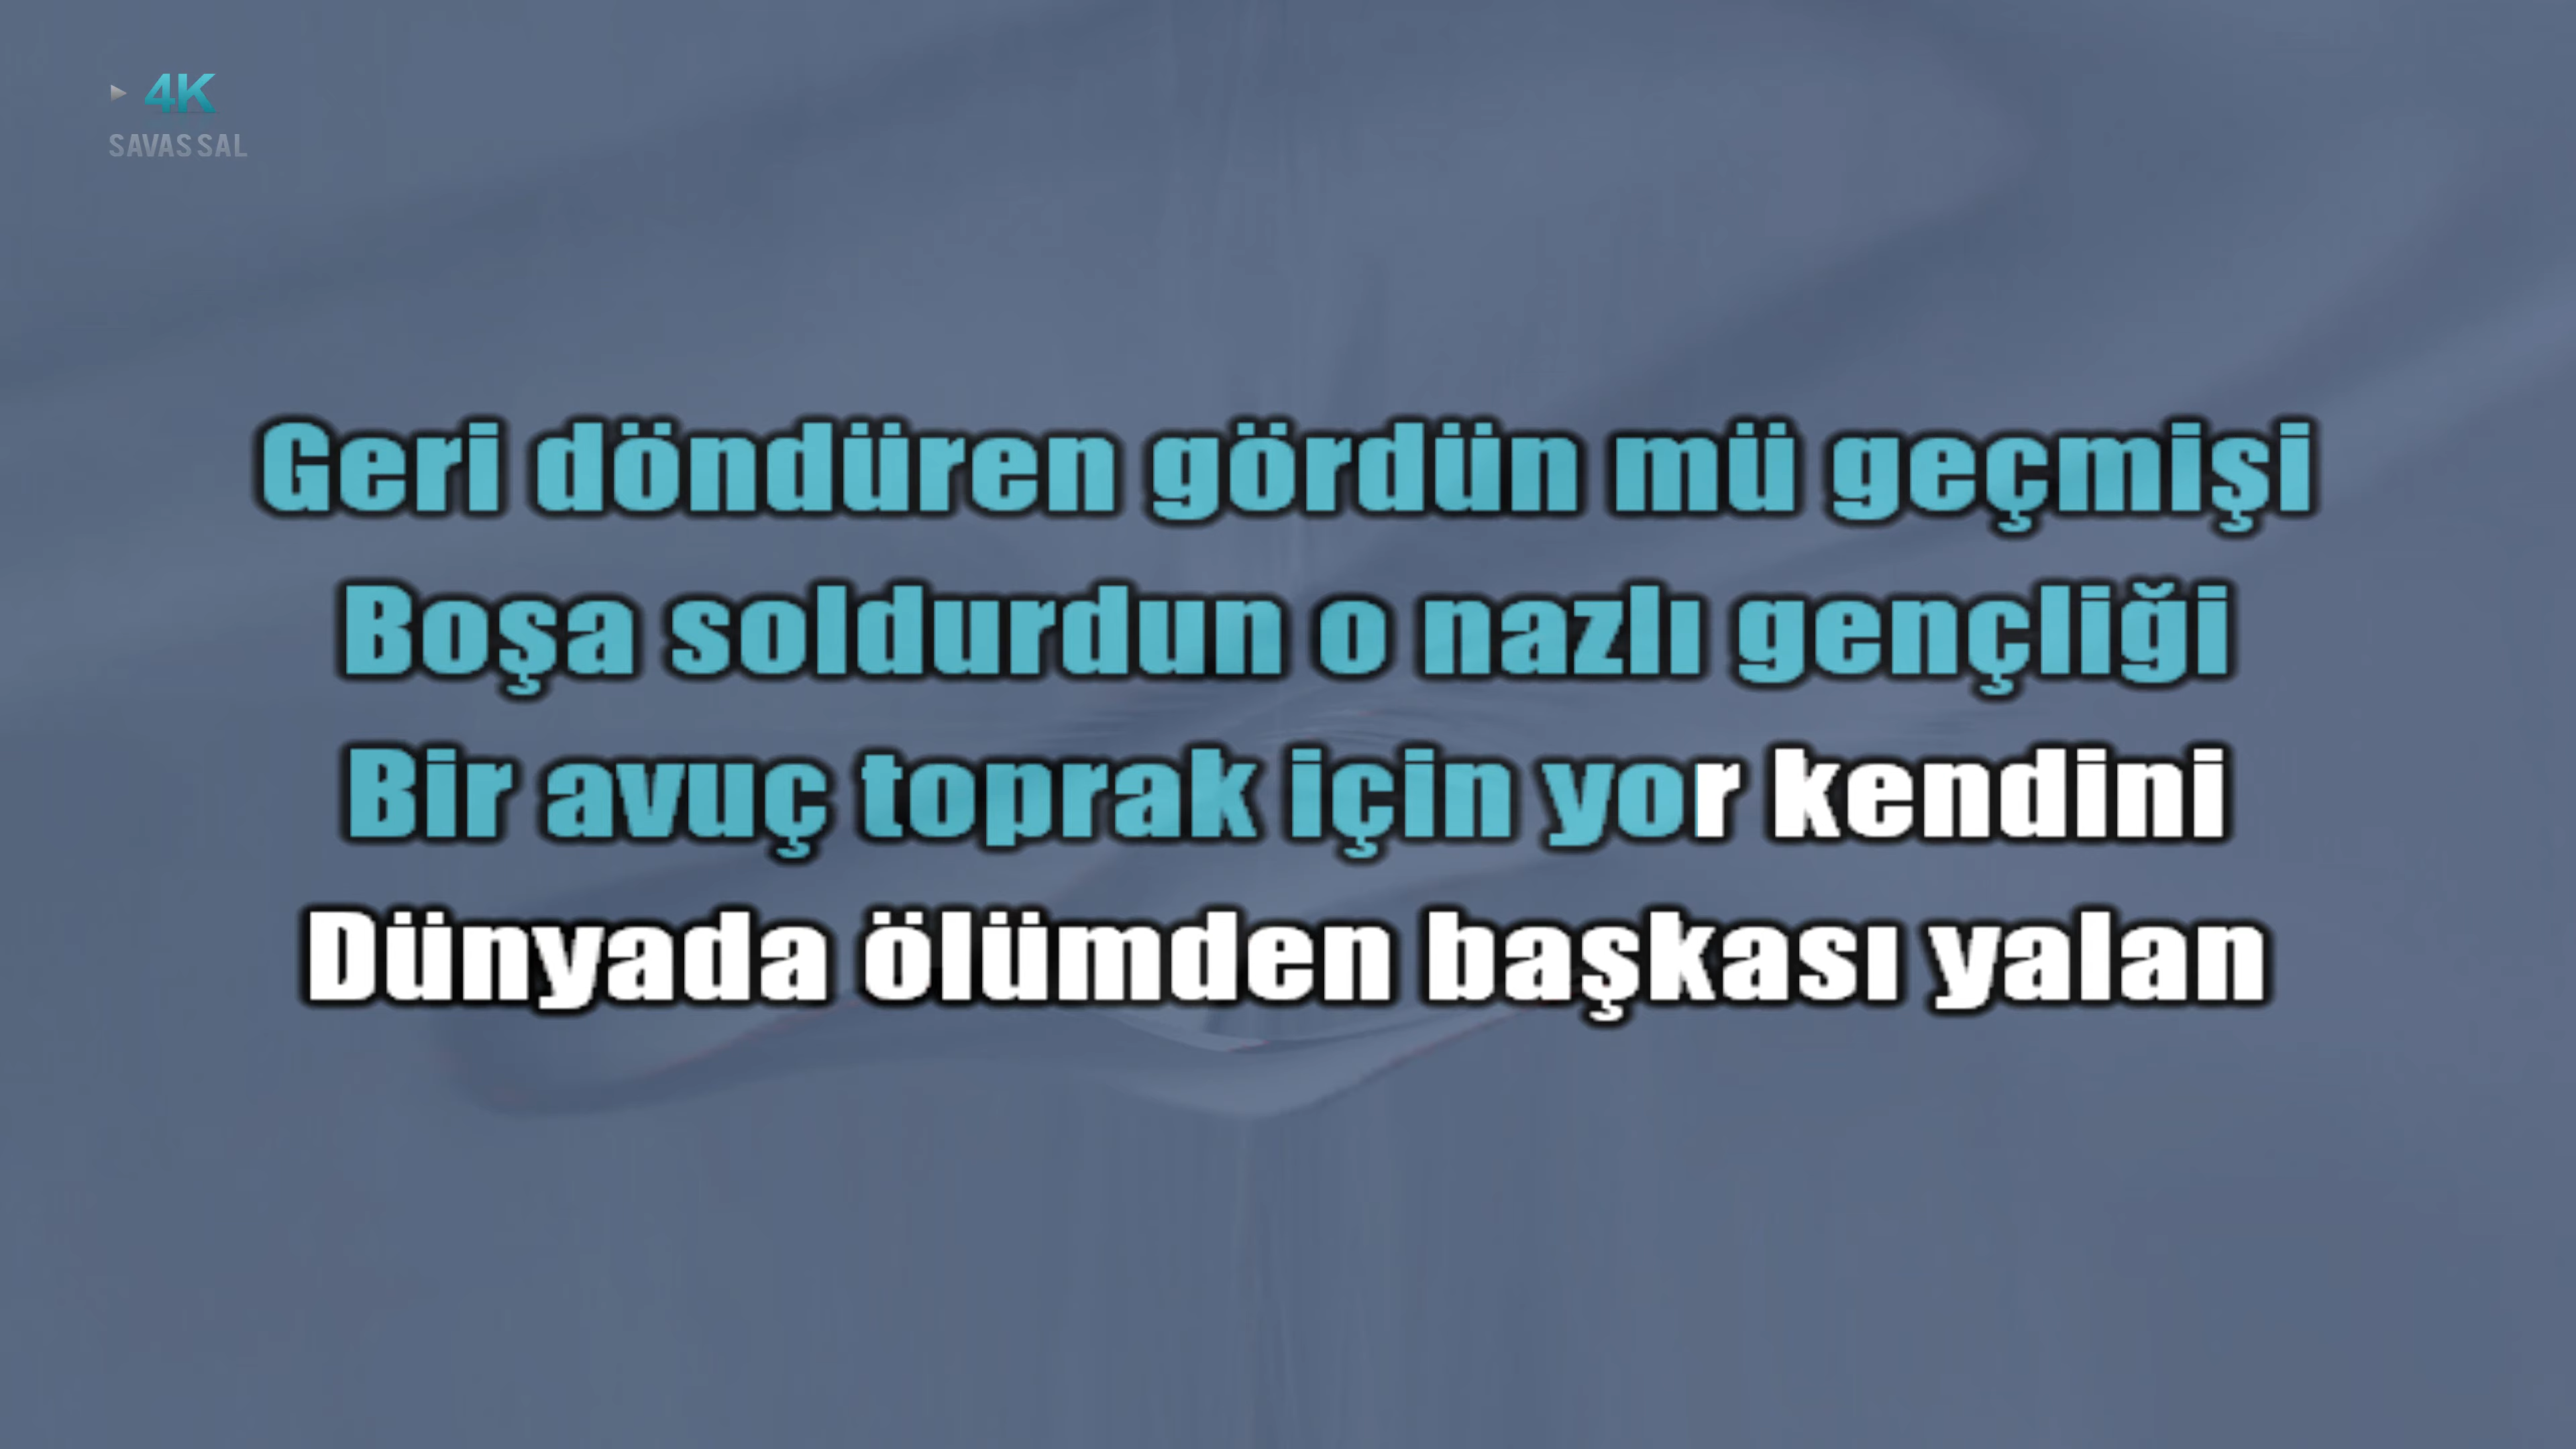 4K
SAVAS SAL
Geri döndüren gördün mü geçmişi
Boşa soldurdun o nazlı gençliği
Bir avuç toprak için yor kendini
Dünyada ölümden başkası yalan